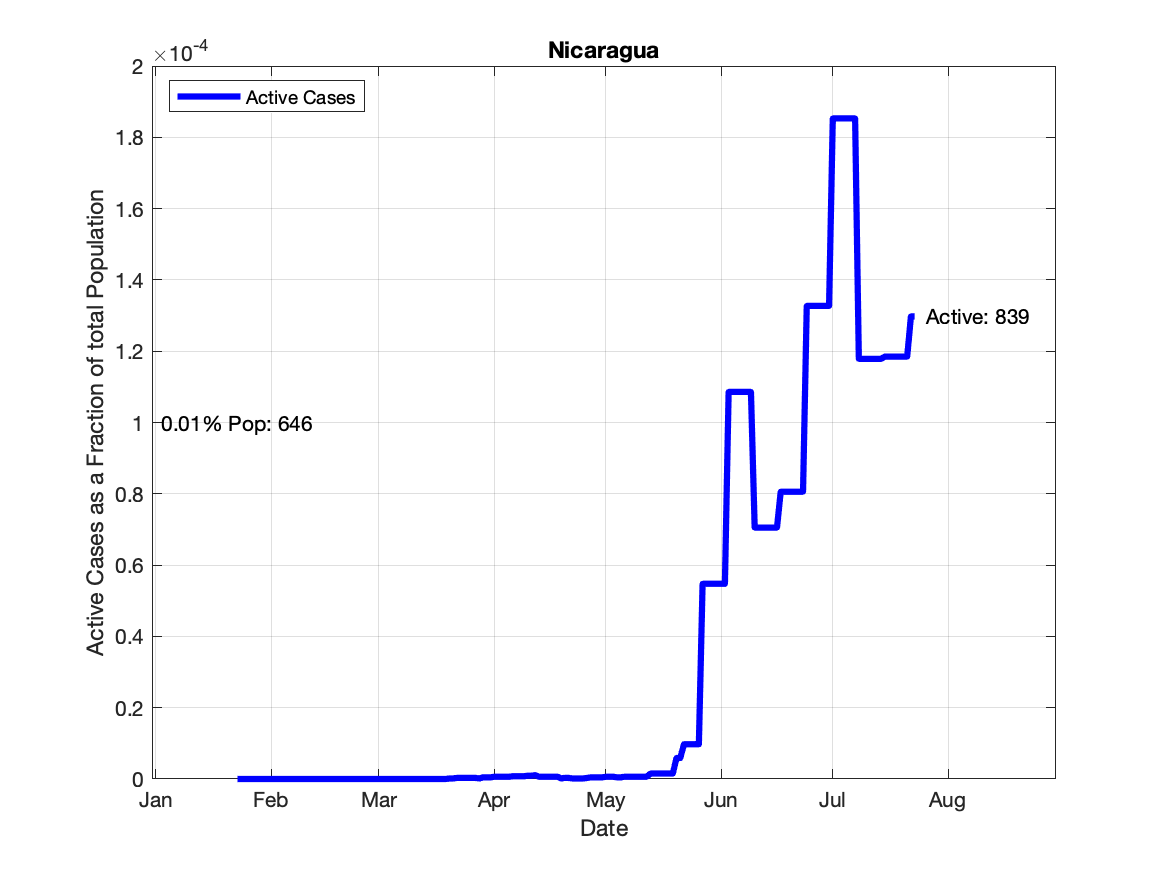 Nicaragua
×10-4
2
1.8
1.6
1.4
1.2
1
0.8
0.6
0.4
0.2
0
Active Cases as a Fraction of total Population
Active Cases
Active: 839
0.01% Pop: 646
Jan Feb Mar Apr May Jun Jul Aug
Date